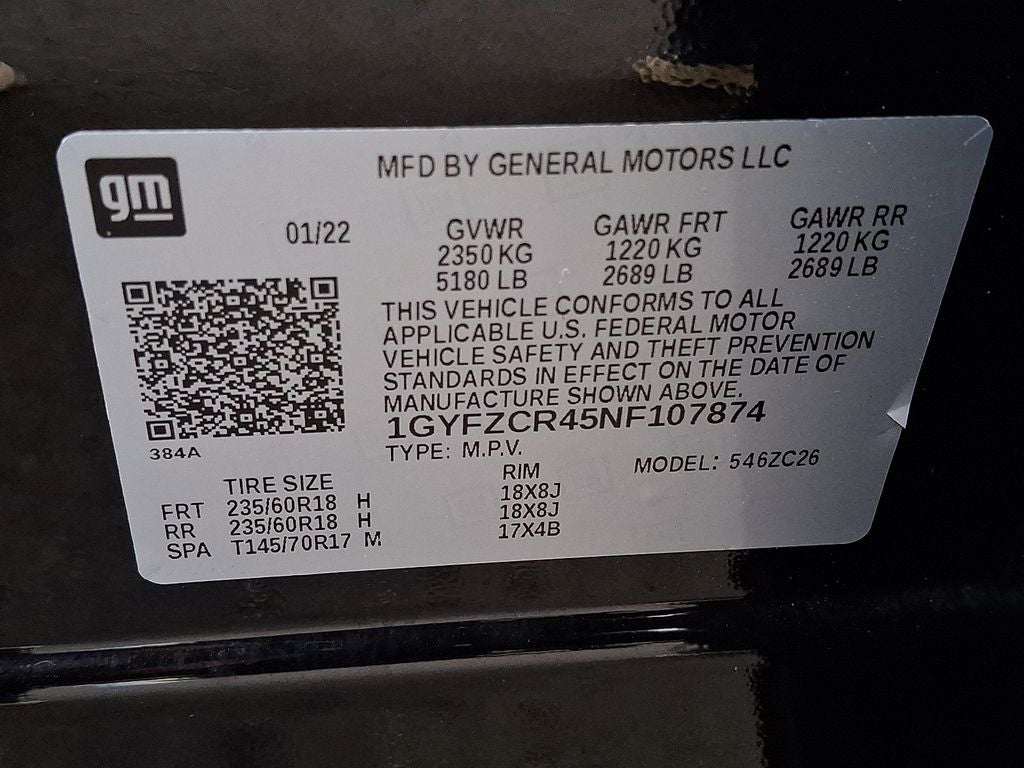 gm
MFD BY GENERAL MOTORS LLC
01/22
GVWR
2350 KG
5180 LB
GAWR FRT
1220 KG
2689 LB
GAWR RR
1220 KG
2689 LB
THIS VEHICLE CONFORMS TO ALL
APPLICABLE U.S. FEDERAL MOTOR
VEHICLE SAFETY AND THEFT PREVENTION
STANDARDS IN EFFECT ON THE DATE OF
MANUFACTURE SHOWN ABOVE.
1GYFZCR45NF107874
TYPE: M.P.V.
MODEL: 546ZC26
384A
TIRE SIZE RIM
FRT 235/60R18 H 18X8J
RR 235/60R18 H 18X8J
SPA T145/70R17 M 17X4B